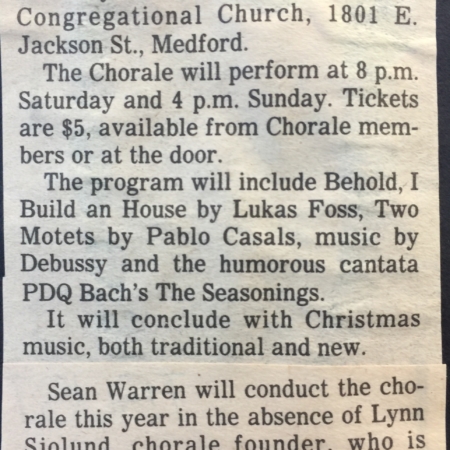 Congregational Church, 1801 E.
Jackson St., Medford.
The Chorale will perform at 8 p.m.
Saturday and 4 p.m. Sunday. Tickets
are $5, available from Chorale mem-
bers or at the door.
The program will include Behold, I
Build an House by Lukas Foss, Two
Motets by Pablo Casals, music by
Debussy and the humorous cantata
PDQ Bach's The Seasonings.
It will conclude with Christmas
music, both traditional and new.
Sean Warren will conduct the cho-
rale this year in the absence of Lynn
Sjolund, chorale founder, who is